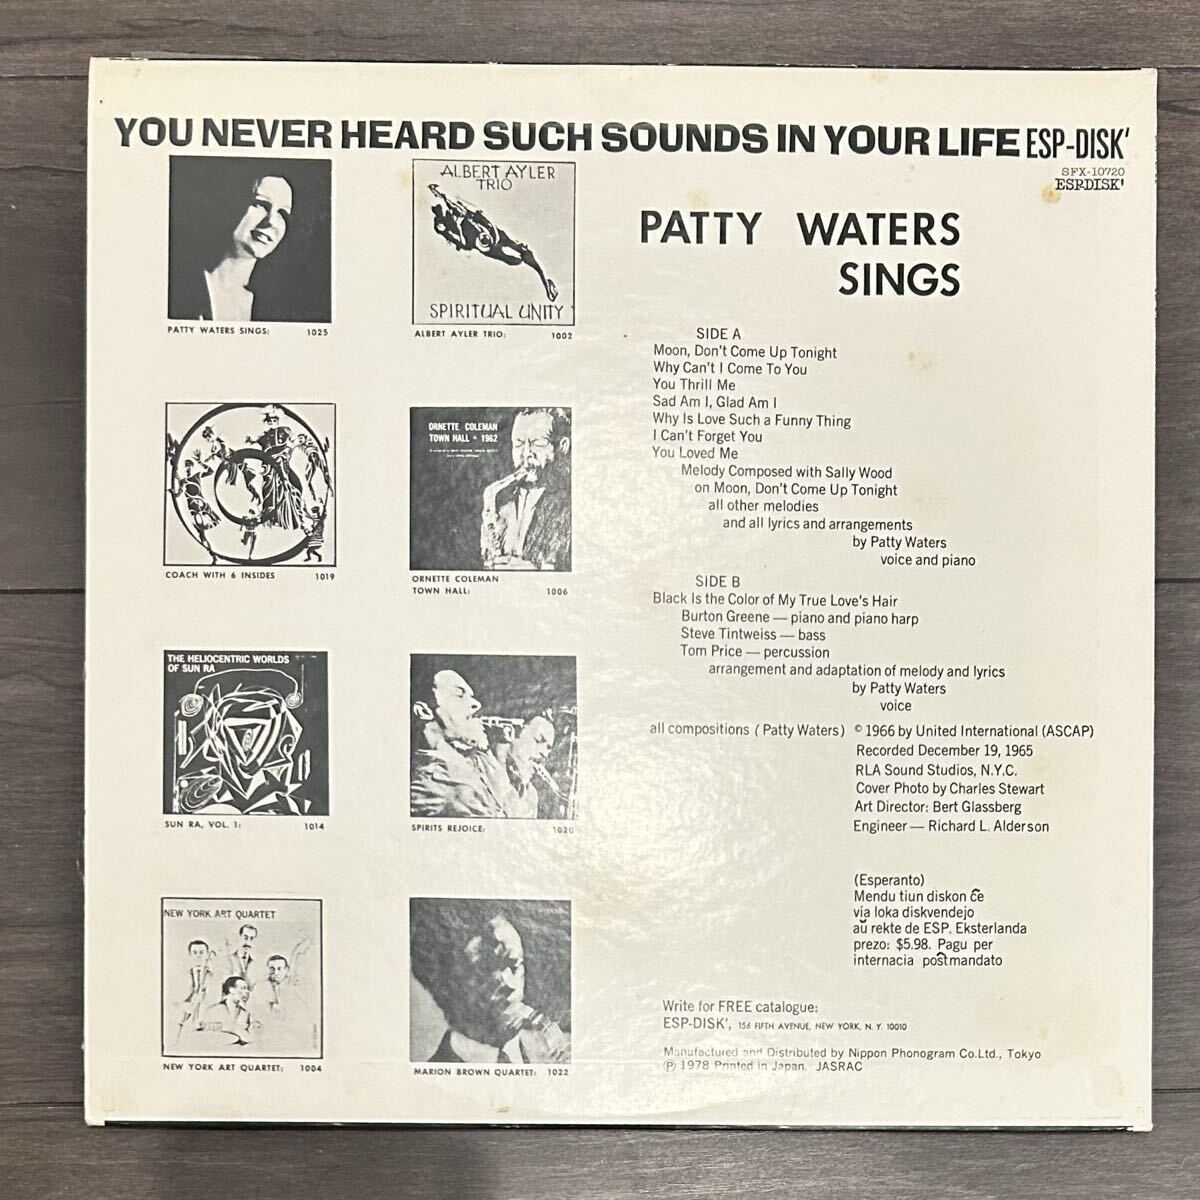 YOU NEVER HEARD SUCH SOUNDS IN YOUR LIFE ESP-DISK'
SFX-10720
ESP-DISK'
PATTY WATERS SINGS: 1025
ALBERT AYLER
TRIO
SPIRITUAL UNITY
ALBERT AYLER TRIO: 1002
COACH WITH 6 INSIDES 1019
ORNETTE COLEMAN
TOWN HALL • 1962
ORNETTE COLEMAN
TOWN HALL: 1006
THE HELIOCENTRIC WORLDS
OF SUN RA
SUN RA, VOL. 1: 1014
SPIRITS REJOICE: 1020
NEW YORK ART QUARTET
NEW YORK ART QUARTET: 1004
MARION BROWN QUARTET: 1022
PATTY WATERS
SINGS
SIDE A
Moon, Don't Come Up Tonight
Why Can't I Come To You
You Thrill Me
Sad Am I, Glad Am I
Why Is Love Such a Funny Thing
I Can't Forget You
You Loved Me
Melody Composed with Sally Wood
on Moon, Don't Come Up Tonight
all other melodies
and all lyrics and arrangements
by Patty Waters
voice and piano
SIDE B
Black Is the Color of My True Love's Hair
Burton Greene — piano and piano harp
Steve Tintweiss — bass
Tom Price — percussion
arrangement and adaptation of melody and lyrics
by Patty Waters
voice
all compositions (Patty Waters) © 1966 by United International (ASCAP)
Recorded December 19, 1965
RLA Sound Studios, N.Y.C.
Cover Photo by Charles Stewart
Art Director: Bert Glassberg
Engineer — Richard L. Alderson
(Esperanto)
Mendu tiun diskon ĉe
via loka diskvendejo
aŭ rekte de ESP. Eksterlanda
prezo: $5.98. Pagu per
internacia poŝtmandato
Write for FREE catalogue:
ESP-DISK', 156 FIFTH AVENUE, NEW YORK, N. Y. 10010
Manufactured and Distributed by Nippon Phonogram Co.Ltd., Tokyo
℗ 1978 Printed in Japan. JASRAC